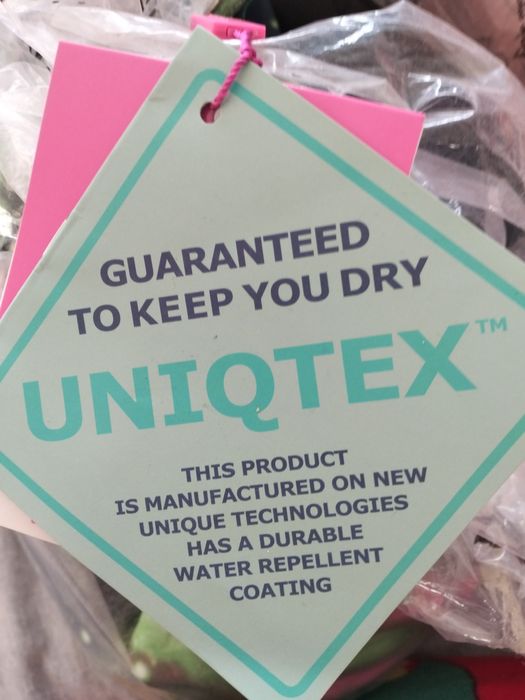 GUARANTEED
TO KEEP YOU DRY
UNIQTEX™
THIS PRODUCT
IS MANUFACTURED ON NEW
UNIQUE TECHNOLOGIES
HAS A DURABLE
WATER REPELLENT
COATING